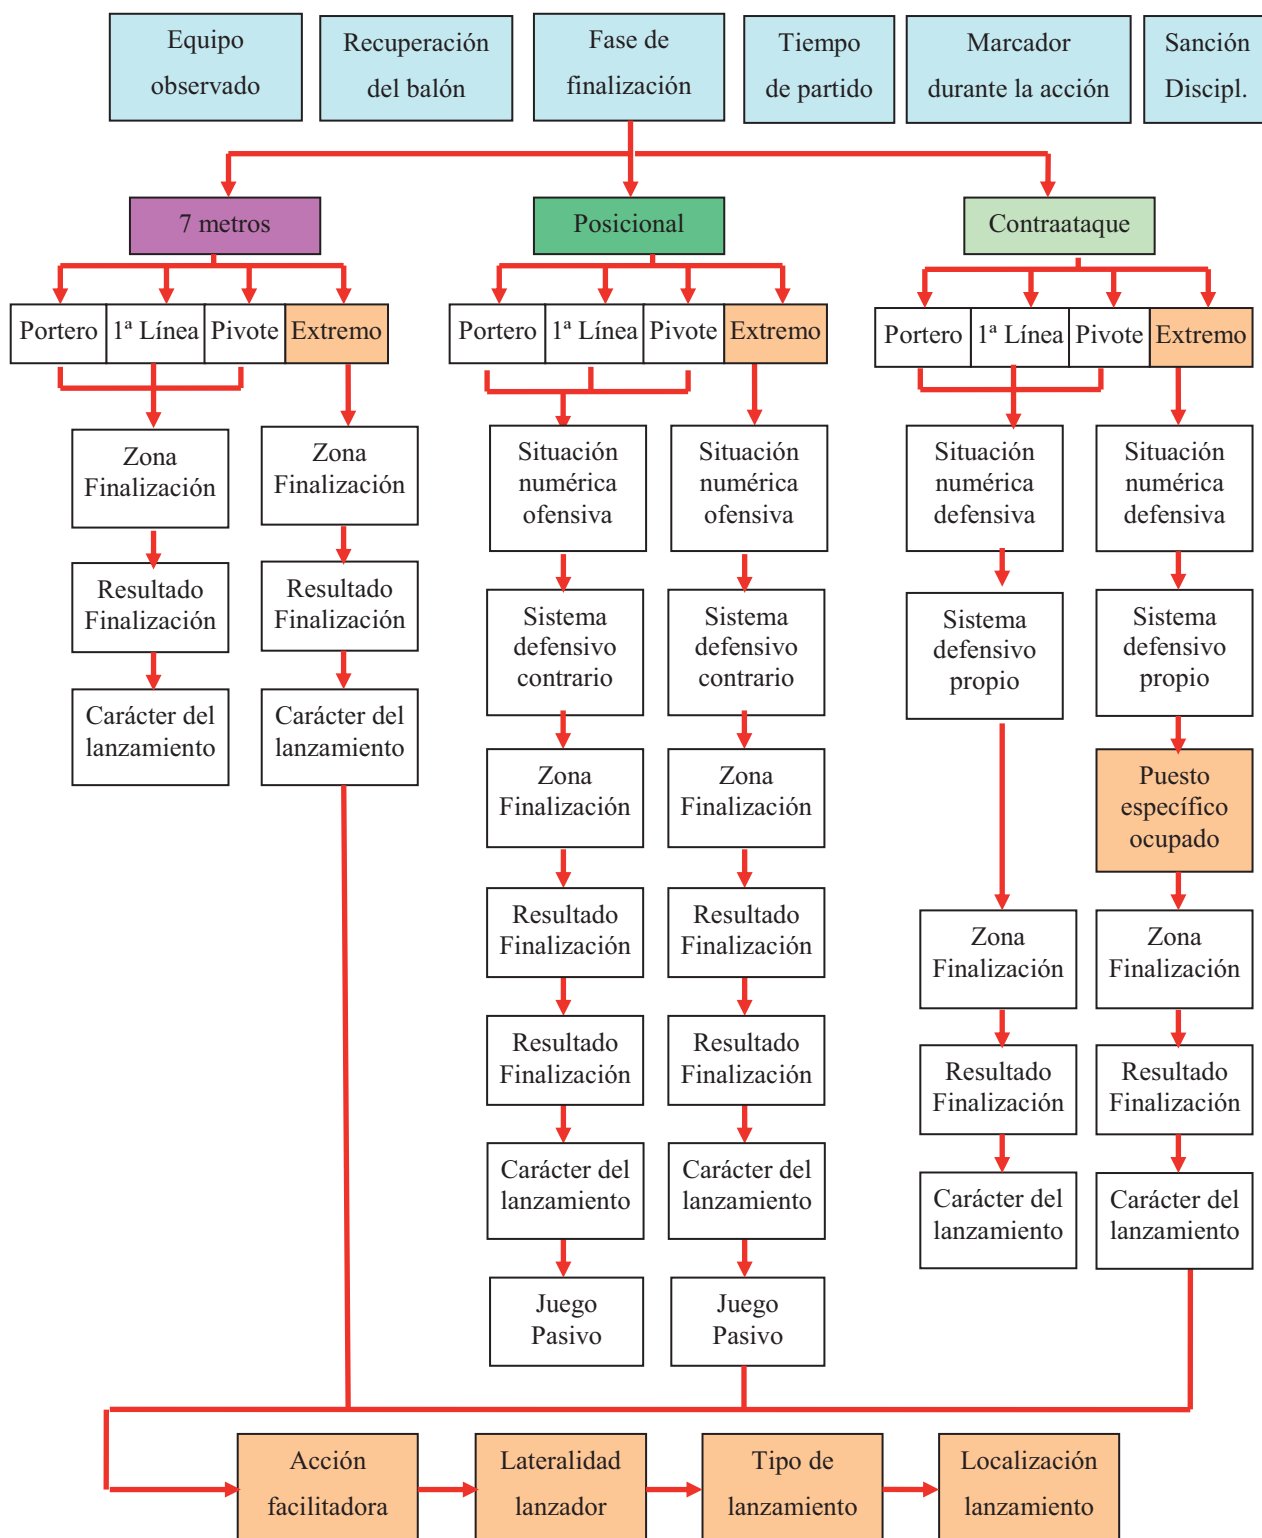 Equipo
observado
Recuperación
del balón
Fase de
finalización
Tiempo
de partido
Marcador
durante la acción
Sanción
Discipl.
7 metros
Posicional
Contraataque
Portero
1ª Línea
Pivote
Extremo
Portero
1ª Línea
Pivote
Extremo
Portero
1ª Línea
Pivote
Extremo
Zona
Finalización
Resultado
Finalización
Carácter del
lanzamiento
Zona
Finalización
Resultado
Finalización
Carácter del
lanzamiento
Situación
numérica
ofensiva
Sistema
defensivo
contrario
Zona
Finalización
Resultado
Finalización
Resultado
Finalización
Carácter del
lanzamiento
Juego
Pasivo
Situación
numérica
ofensiva
Sistema
defensivo
contrario
Zona
Finalización
Resultado
Finalización
Resultado
Finalización
Carácter del
lanzamiento
Juego
Pasivo
Situación
numérica
defensiva
Sistema
defensivo
propio
Zona
Finalización
Resultado
Finalización
Carácter del
lanzamiento
Situación
numérica
defensiva
Sistema
defensivo
propio
Puesto
específico
ocupado
Zona
Finalización
Resultado
Finalización
Carácter del
lanzamiento
Acción
facilitadora
Lateralidad
lanzador
Tipo de
lanzamiento
Localización
lanzamiento